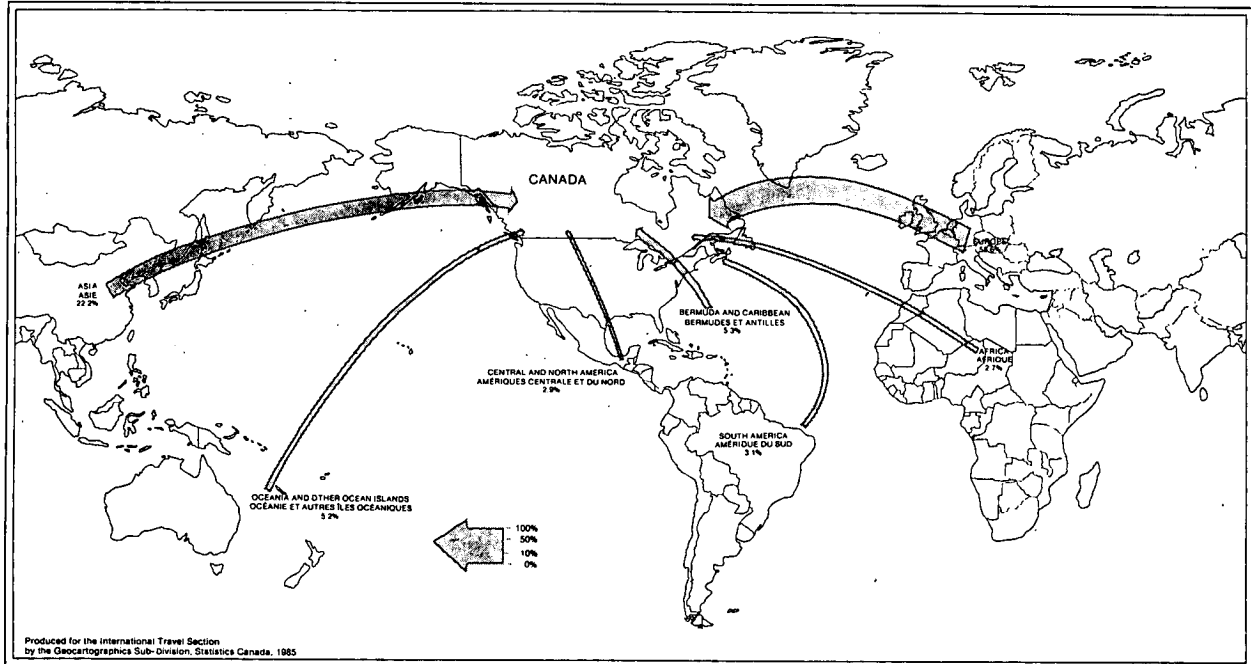 CANADA
ASIA
ASIE
22.2%
EUROPE
BERMUDA AND CARIBBEAN
BERMUDES ET ANTILLES
5.3%
AFRICA
AFRIQUE
2.7%
CENTRAL AND NORTH AMERICA
AMÉRIQUES CENTRALE ET DU NORD
2.9%
SOUTH AMERICA
AMÉRIQUE DU SUD
3.1%
OCEANIA AND OTHER OCEAN ISLANDS
OCÉANIE ET AUTRES ÎLES OCÉANIQUES
5.2%
100%
50%
10%
0%
Produced for the International Travel Section
by the Geocartographics Sub-Division, Statistics Canada, 1985